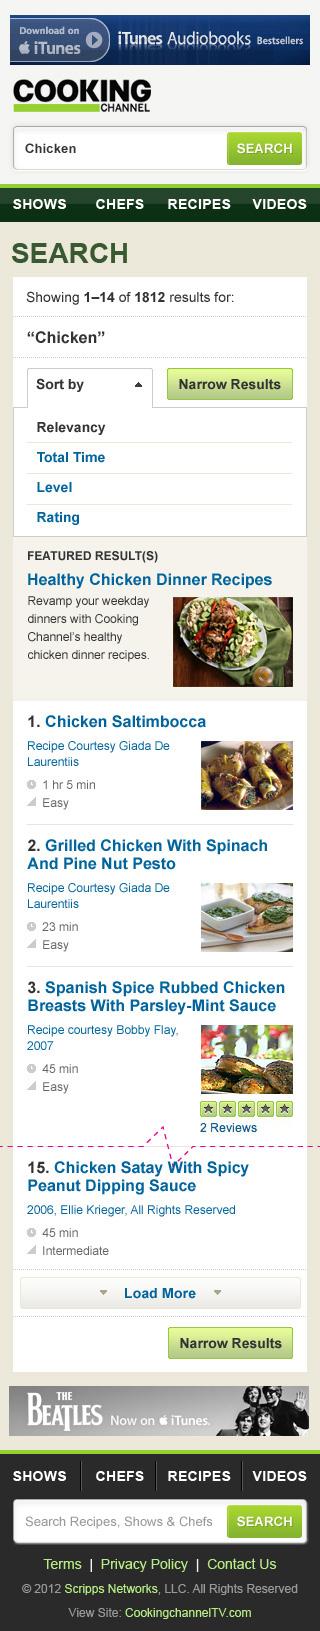 Download on
iTunes
iTunes Audiobooks Bestsellers
COOKING
CHANNEL
Chicken
SEARCH
SHOWS CHEFS RECIPES VIDEOS
SEARCH
Showing 1–14 of 1812 results for:
“Chicken”
Sort by
Narrow Results
Relevancy
Total Time
Level
Rating
FEATURED RESULT(S)
Healthy Chicken Dinner Recipes
Revamp your weekday
dinners with Cooking
Channel's healthy
chicken dinner recipes.
1. Chicken Saltimbocca
Recipe Courtesy Giada De
Laurentiis
1 hr 5 min
Easy
2. Grilled Chicken With Spinach
And Pine Nut Pesto
Recipe Courtesy Giada De
Laurentiis
23 min
Easy
3. Spanish Spice Rubbed Chicken
Breasts With Parsley-Mint Sauce
Recipe courtesy Bobby Flay,
2007
45 min
Easy
2 Reviews
15. Chicken Satay With Spicy
Peanut Dipping Sauce
2006, Ellie Krieger, All Rights Reserved
45 min
Intermediate
Load More
Narrow Results
THE
BEATLES Now on iTunes.
SHOWS CHEFS RECIPES VIDEOS
Search Recipes, Shows & Chefs
SEARCH
Terms | Privacy Policy | Contact Us
© 2012 Scripps Networks, LLC. All Rights Reserved
View Site: CookingchannelTV.com